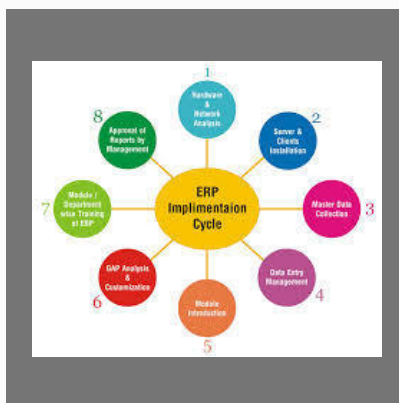 1
Hardware
&
Network
Analysis
2
Server &
Clients
Installation
3
Master Data
Collection
4
Data Entry
Management
5
Module
Introduction
6
GAP Analysis
& Customization
7
Module /
Department
wise Training
of ERP
8
Approval of
Reports by
Management
ERP
Implimentaion
Cycle